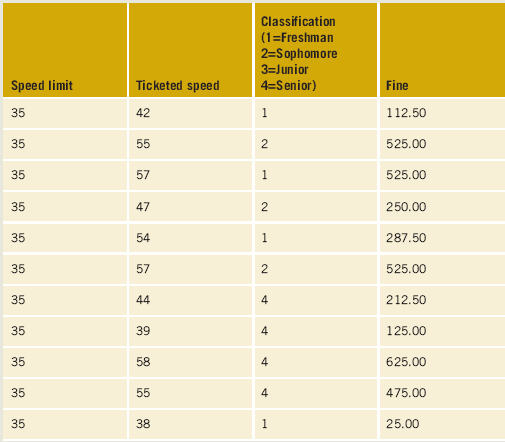 Classification
(1=Freshman
2=Sophomore
3=Junior
Speed limit Ticketed speed 4=Senior) Fine
35 42 1 112.50
35 55 2 525.00
35 57 1 525.00
35 47 2 250.00
35 54 1 287.50
35 57 2 525.00
35 44 4 212.50
35 39 4 125.00
35 58 4 625.00
35 55 4 475.00
35 38 1 25.00